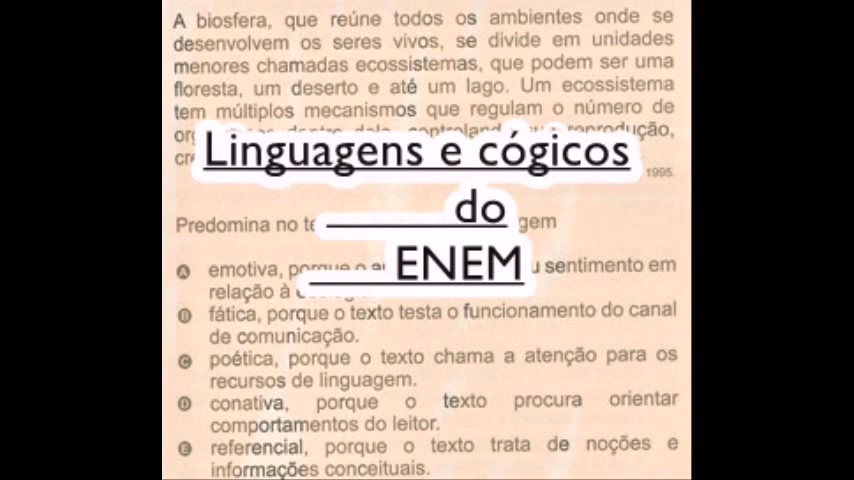 A biosfera, que reúne todos os ambientes onde se
desenvolvem os seres vivos, se divide em unidades
menores chamadas ecossistemas, que podem ser uma
floresta, um deserto e até um lago. Um ecossistema
tem múltiplos mecanismos que regulam o número de
reprodução,
Linguagens e cógicos
1995.
do
Predomina no
ENEM
A emotiva, porque o sentimento em
relação à
B fática, porque o texto testa o funcionamento do canal
de comunicação.
C poética, porque o texto chama a atenção para os
recursos de linguagem.
D conativa, porque o texto procura orientar
comportamentos do leitor.
E referencial, porque o texto trata de noções e
informações conceituais.